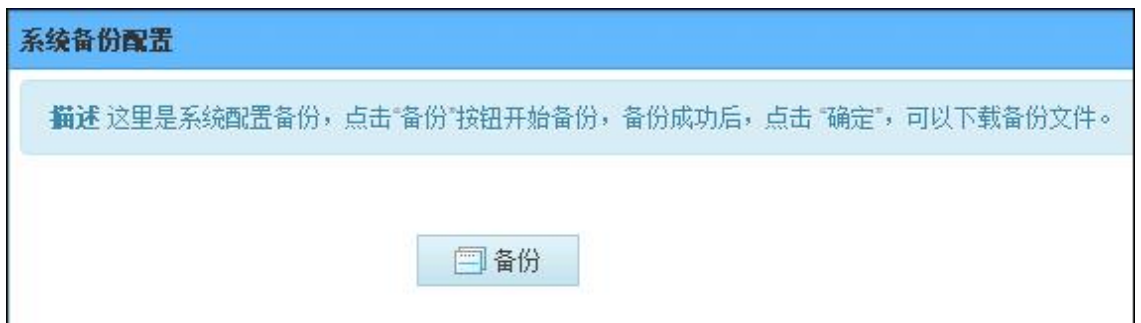 系统备份配置
描述 这里是系统配置备份，点击“备份”按钮开始备份，备份成功后，点击 “确定”，可以下载备份文件。
备份